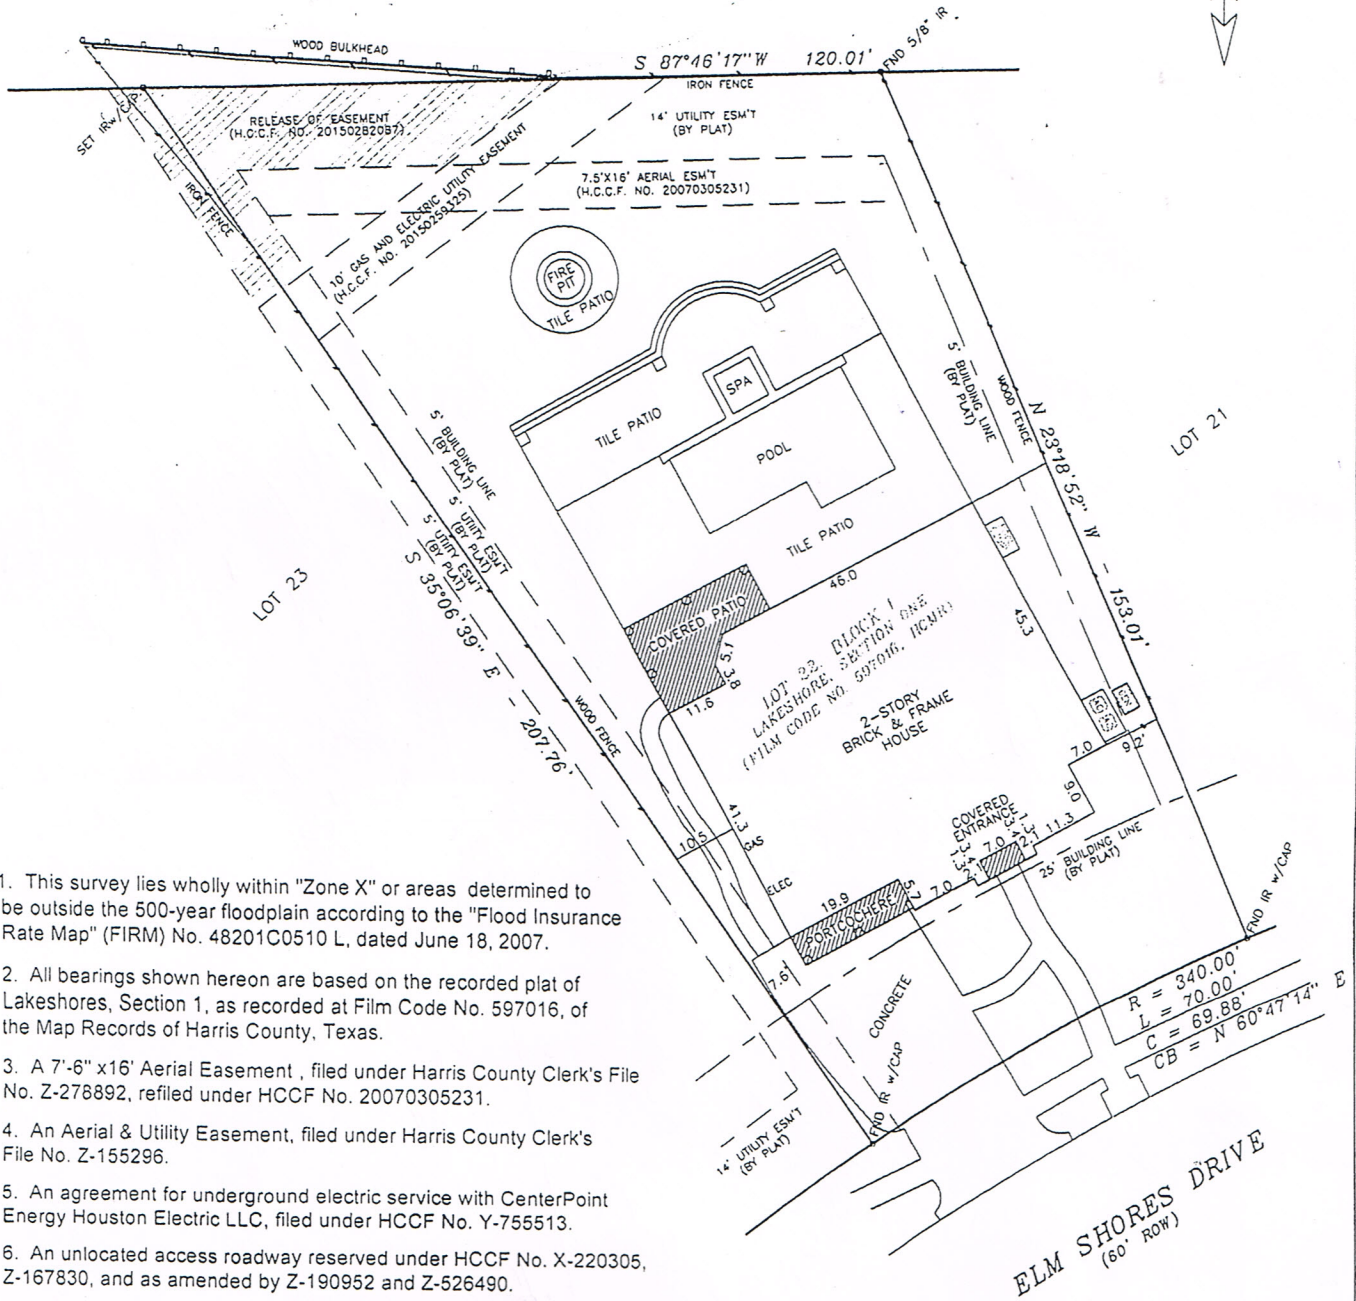 WOOD BULKHEAD
S 87°46'17" W 120.01'
FND 5/8" IR
IRON FENCE
SET IR w/CAP
RELEASE OF EASEMENT
(H.C.C.F. NO. 20150282087)
14' UTILITY ESM'T
(BY PLAT)
7.5'X16' AERIAL ESM'T
(H.C.C.F. NO. 20070305231)
IRON FENCE
10' GAS AND ELECTRIC UTILITY EASEMENT
(H.C.C.F. NO. 20150259325)
FIRE
PIT
TILE PATIO
5' BUILDING LINE
(BY PLAT)
WOOD FENCE
N 23°18'52" W - 153.01'
LOT 21
SPA
TILE PATIO
POOL
TILE PATIO
5' BUILDING LINE
(BY PLAT)
5' UTILITY ESM'T
(BY PLAT)
5' UTILITY ESM'T
(BY PLAT)
S 35°06'39" E - 207.76'
LOT 23
46.0
COVERED PATIO
5.1
3.8
11.6
45.3
LOT 22, BLOCK 1
LAKESHORE, SECTION ONE
(FILM CODE NO. 597016, HCMR)
2-STORY
BRICK & FRAME
HOUSE
WOOD FENCE
7.0
9.2'
9.0
COVERED
ENTRANCE
41.3
10.5
GAS
ELEC
7.0
2.1
11.3
25' BUILDING LINE
(BY PLAT)
2.1
7.0
19.9
PORTCOCHERE
7.6'
CONCRETE
FND IR w/CAP
FND IR w/CAP
14' UTILITY ESM'T
(BY PLAT)
R = 340.00'
L = 70.00'
C = 69.88'
CB = N 60°47'14" E
ELM SHORES DRIVE
(60' ROW)
1. This survey lies wholly within "Zone X" or areas determined to
be outside the 500-year floodplain according to the "Flood Insurance
Rate Map" (FIRM) No. 48201C0510 L, dated June 18, 2007.
2. All bearings shown hereon are based on the recorded plat of
Lakeshores, Section 1, as recorded at Film Code No. 597016, of
the Map Records of Harris County, Texas.
3. A 7'-6" x16' Aerial Easement , filed under Harris County Clerk's File
No. Z-278892, refiled under HCCF No. 20070305231.
4. An Aerial & Utility Easement, filed under Harris County Clerk's
File No. Z-155296.
5. An agreement for underground electric service with CenterPoint
Energy Houston Electric LLC, filed under HCCF No. Y-755513.
6. An unlocated access roadway reserved under HCCF No. X-220305,
Z-167830, and as amended by Z-190952 and Z-526490.